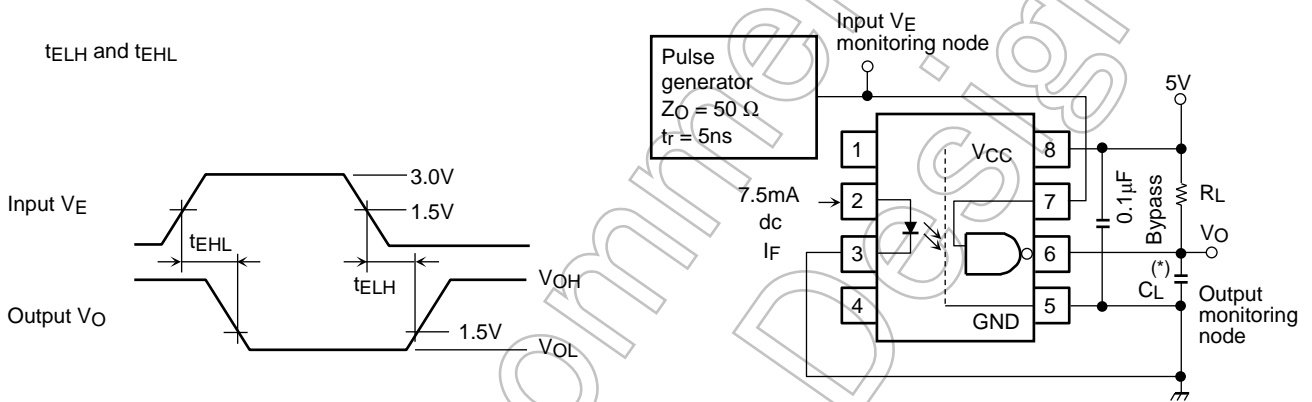 tELH and tEHL
Input VE
3.0V
1.5V
tEHL
tELH
Output VO
VOH
1.5V
VOL
Pulse
generator
ZO = 50 Ω
tr = 5ns
Input VE
monitoring node
5V
1
2
3
4
8
7
6
5
VCC
GND
7.5mA
dc
IF
0.1μF
Bypass
RL
VO
(*)
CL
Output
monitoring
node